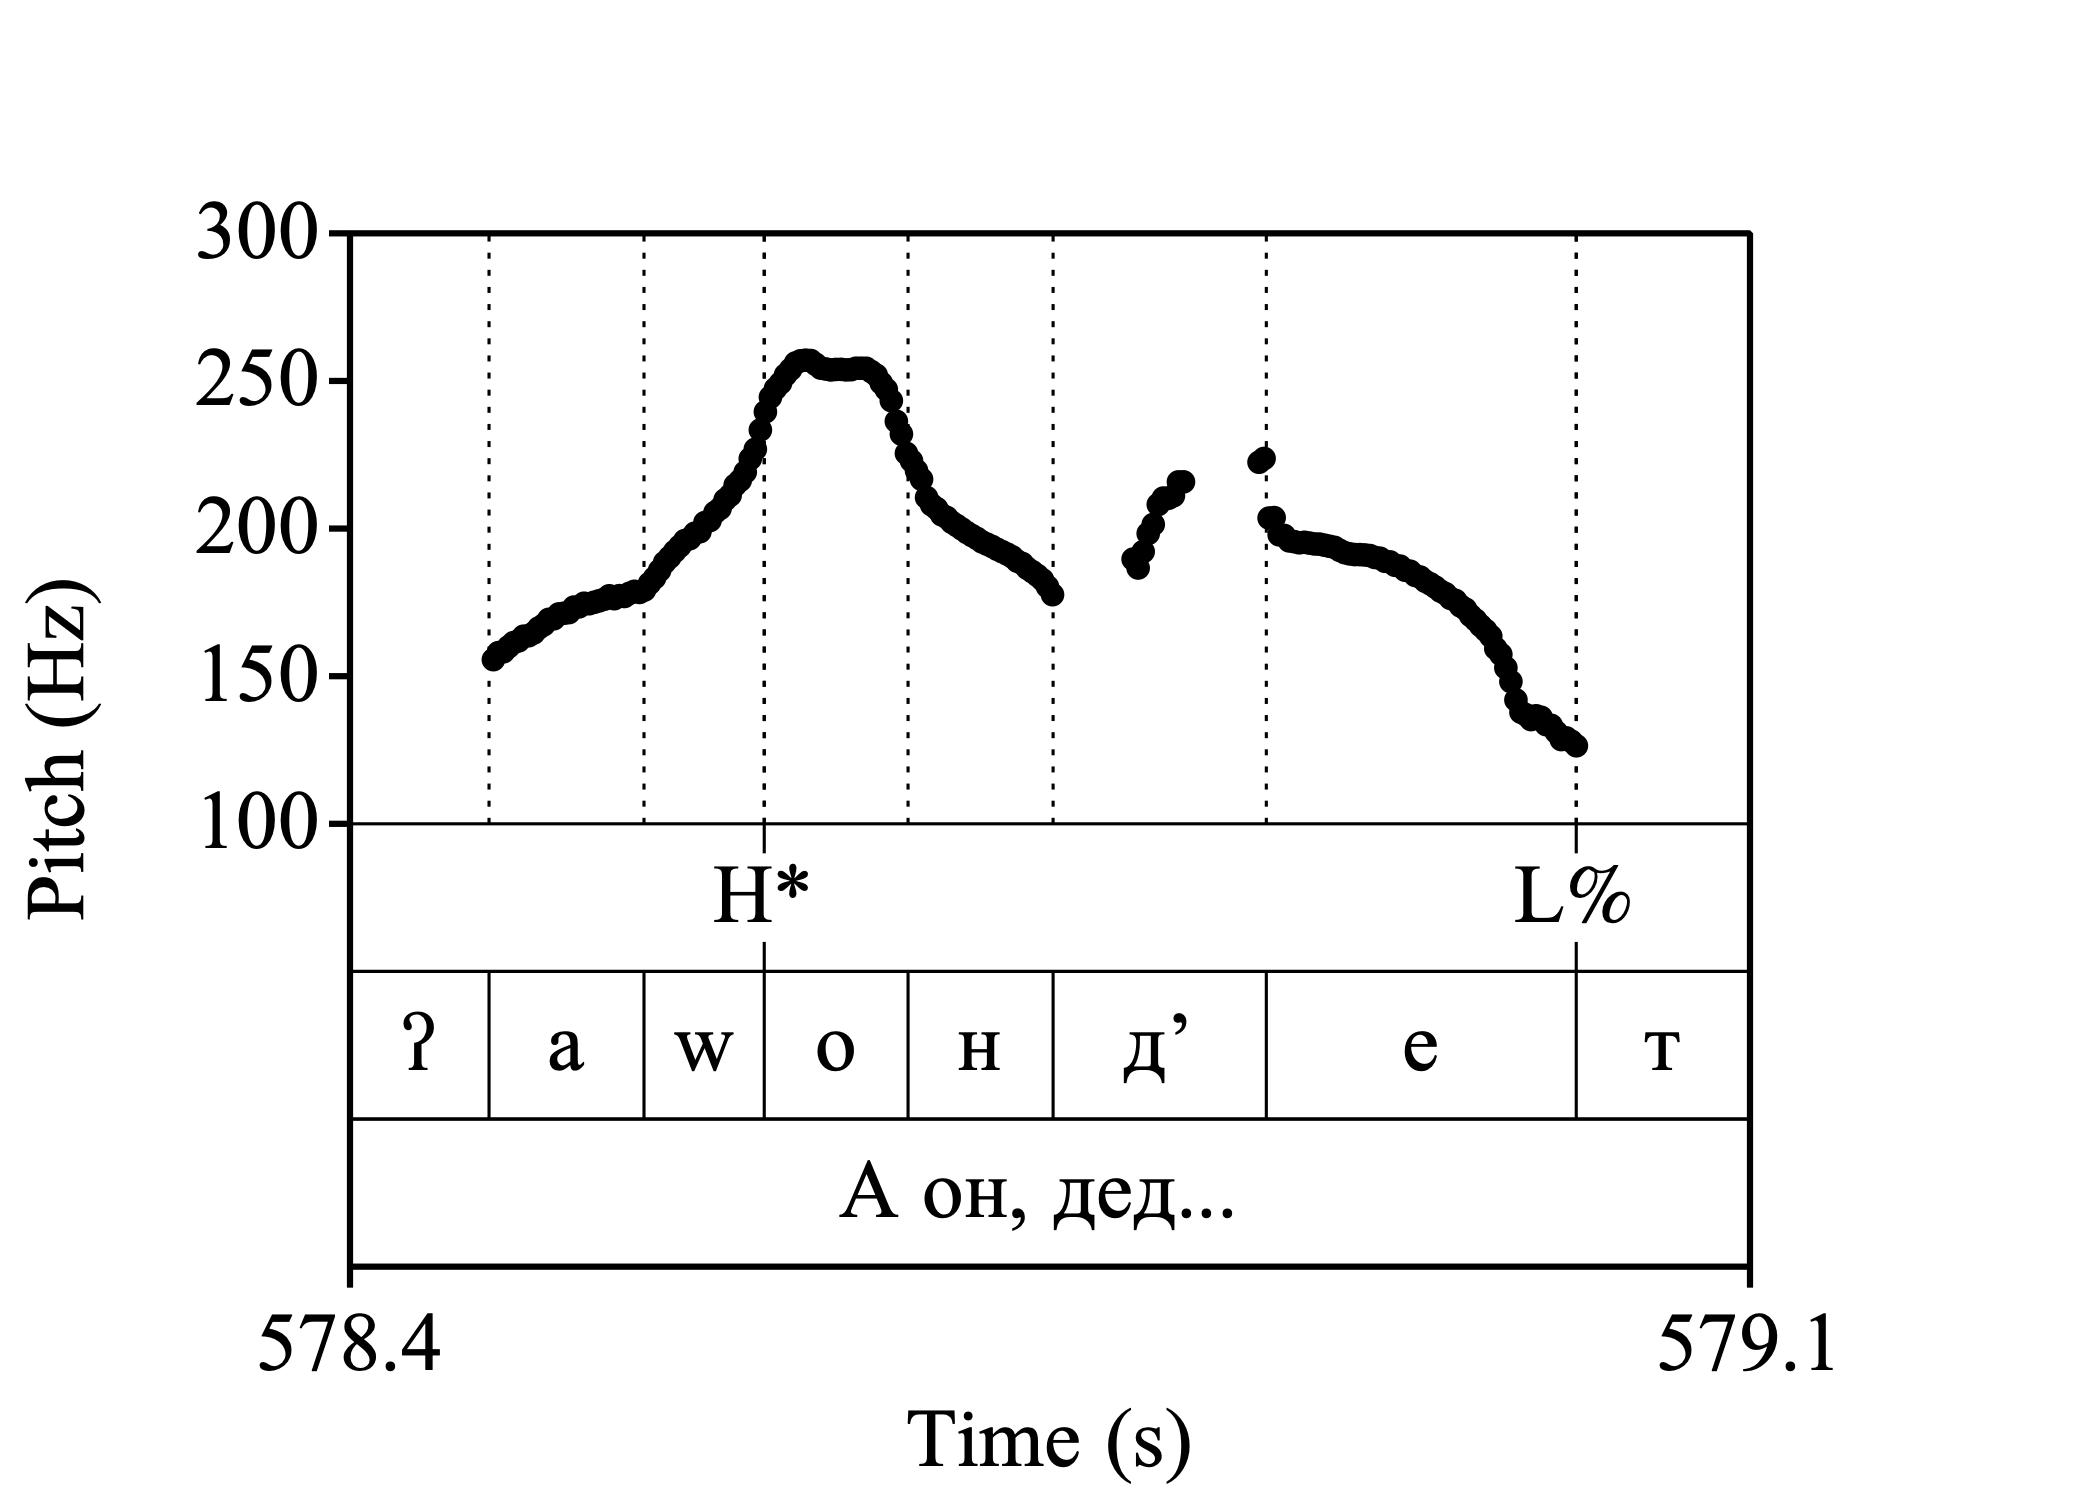 300
250
200
150
100
Pitch (Hz)
H* L%
ʔ а w о н д’ е т
А он, дед...
578.4 579.1
Time (s)